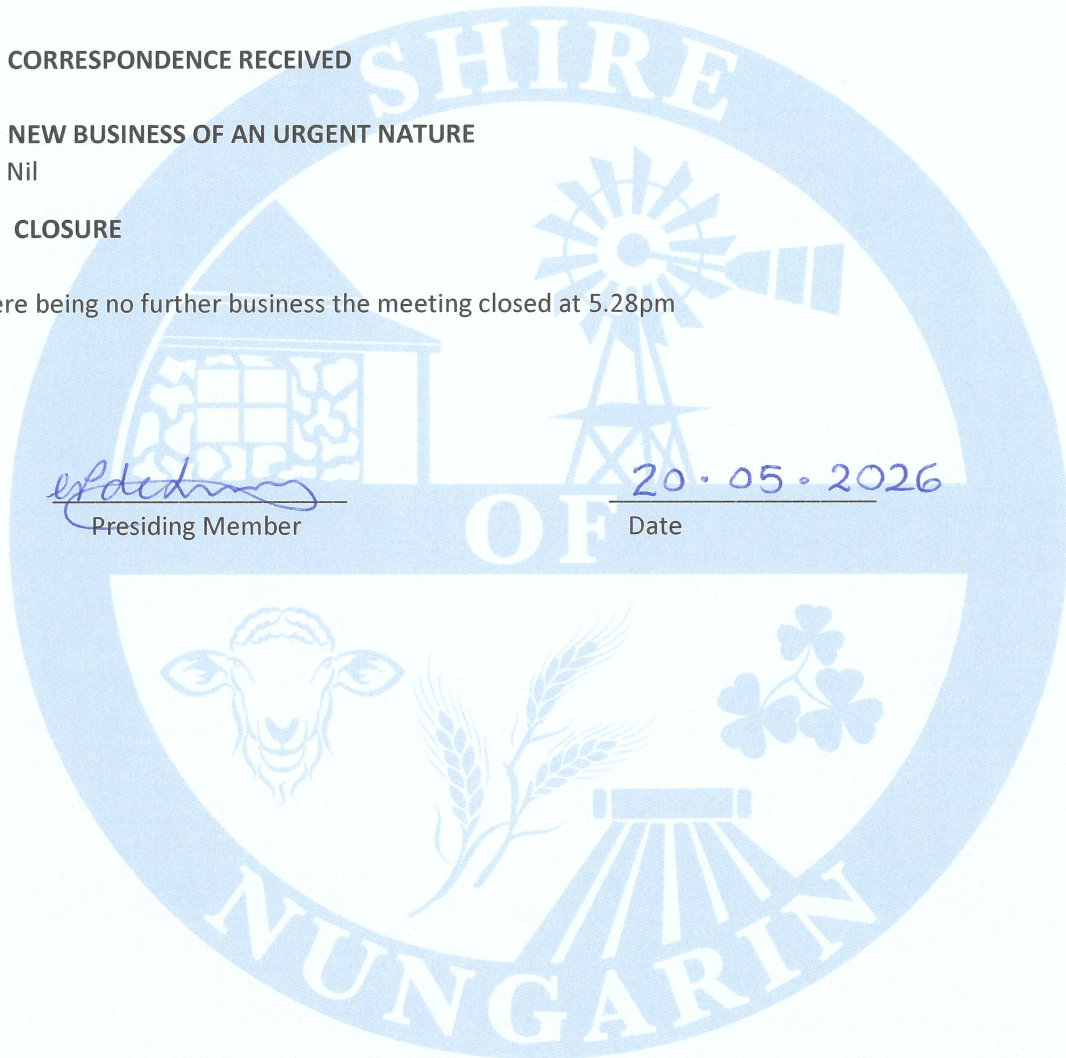 SHIRE
CORRESPONDENCE RECEIVED
NEW BUSINESS OF AN URGENT NATURE
Nil
CLOSURE
ere being no further business the meeting closed at 5.28pm
20 · 05 · 2026
Presiding Member
Date
OF
NUNGARIN